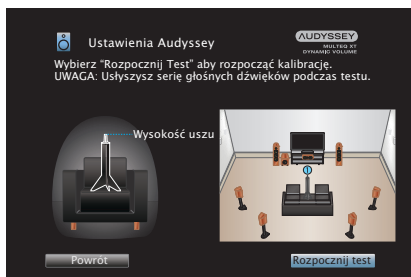 Ustawienia Audyssey
AUDYSSEY
MULTEQ XT
DYNAMIC VOLUME
Wybierz "Rozpocznij Test" aby rozpocząć kalibrację.
UWAGA: Usłyszysz serię głośnych dźwięków podczas testu.
Wysokość uszu
1
Powrót
Rozpocznij test